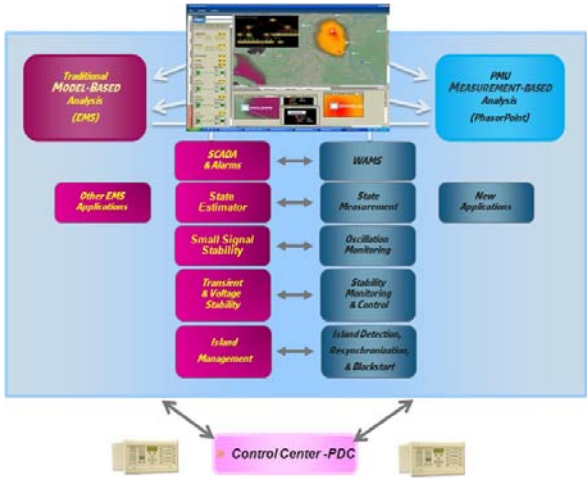 Traditional
MODEL-BASED
Analysis
(EMS)
PMU
MEASUREMENT-BASED
Analysis
(PhasorPoint)
SCADA
& Alarms
WAMS
Other EMS
Applications
State
Estimator
State
Measurement
New
Applications
Small Signal
Stability
Oscillation
Monitoring
Transient
& Voltage
Stability
Stability
Monitoring
& Control
Island
Management
Island Detection,
Resynchronization,
& Blackstart
» Control Center -PDC